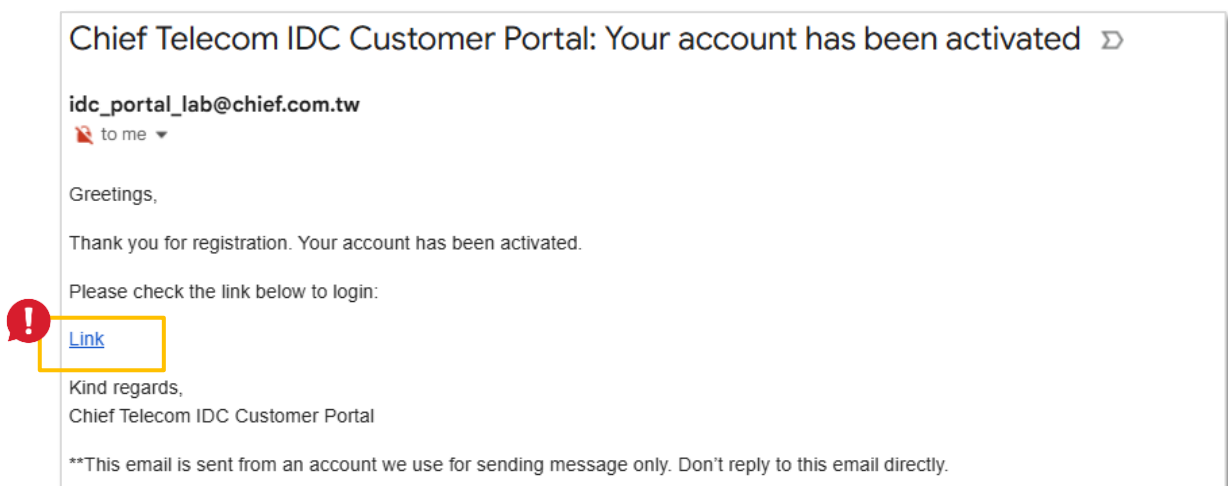 Chief Telecom IDC Customer Portal: Your account has been activated
idc_portal_lab@chief.com.tw
to me
Greetings,
Thank you for registration. Your account has been activated.
Please check the link below to login:
!
Link
Kind regards,
Chief Telecom IDC Customer Portal
**This email is sent from an account we use for sending message only. Don’t reply to this email directly.